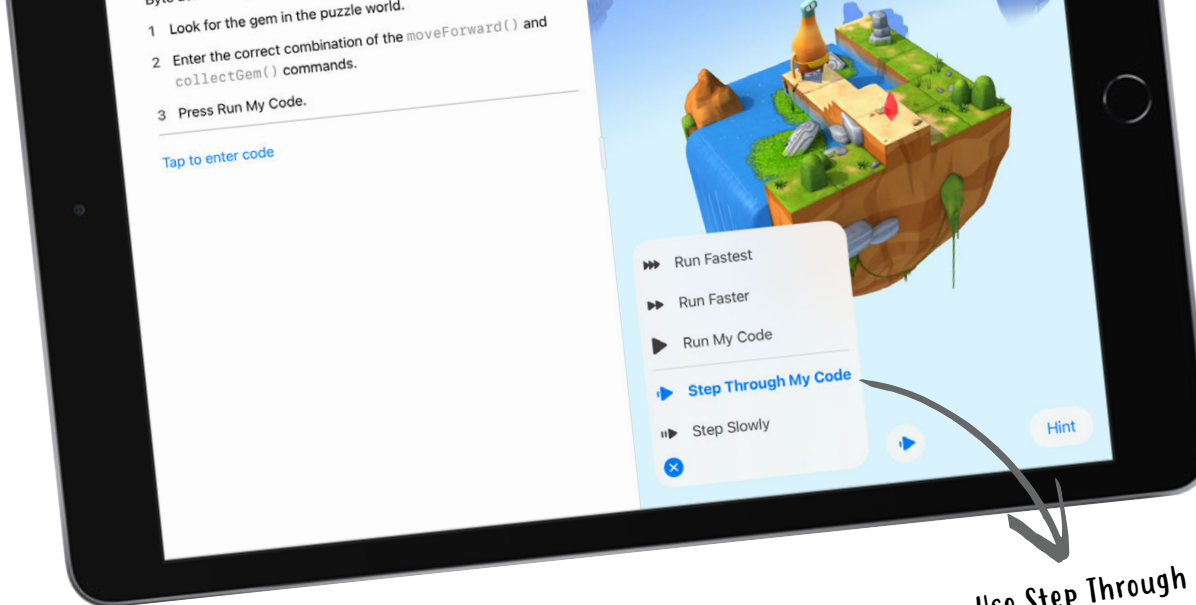 1 Look for the gem in the puzzle world.
2 Enter the correct combination of the moveForward() and
collectGem() commands.
3 Press Run My Code.
Tap to enter code
Run Fastest
Run Faster
Run My Code
Step Through My Code
Step Slowly
Hint
Use Step Through